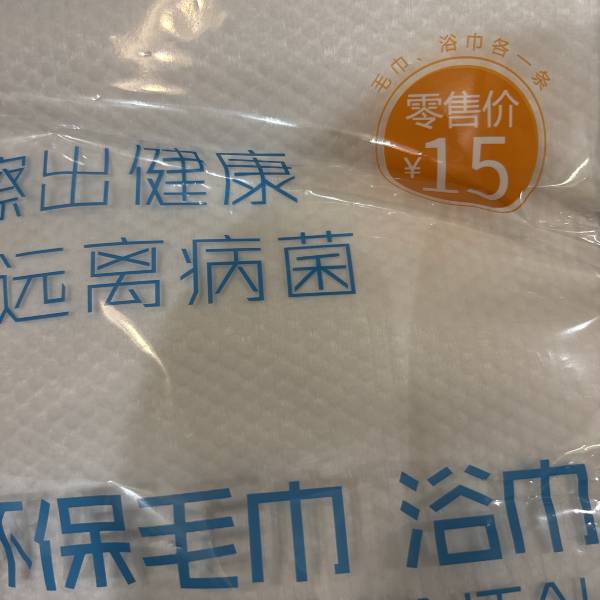 毛巾、浴巾各一条
零售价
¥15
擦出健康
远离病菌
环保毛巾 浴巾